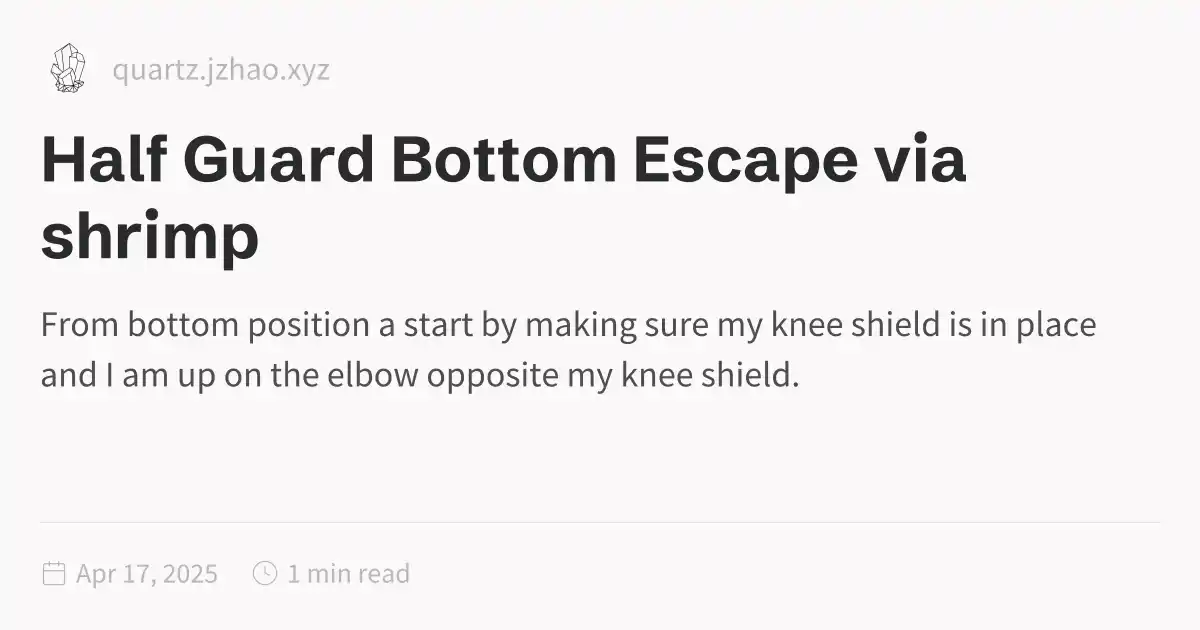 quartz.jzhao.xyz
Half Guard Bottom Escape via
shrimp
From bottom position a start by making sure my knee shield is in place
and I am up on the elbow opposite my knee shield.
Apr 17, 2025 1 min read